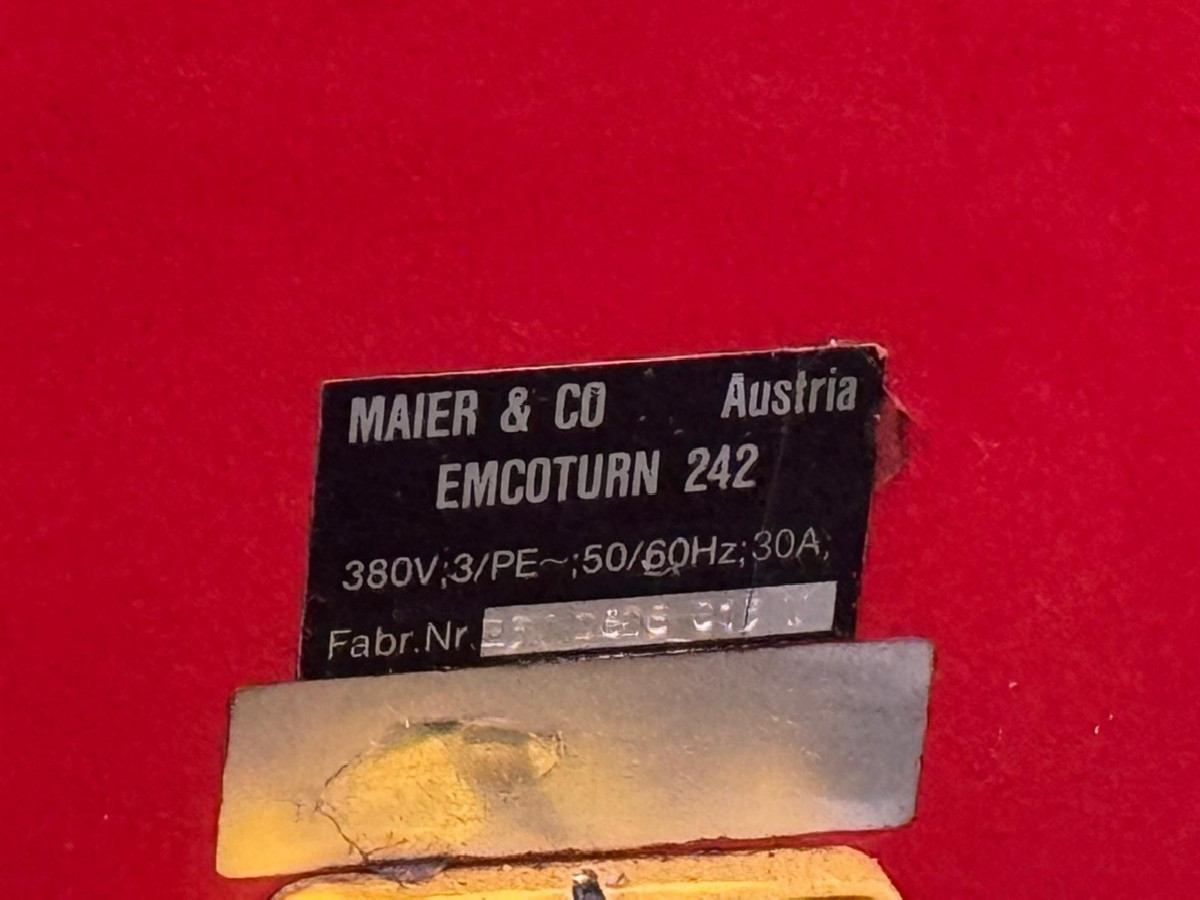 MAIER & CO Austria
EMCOTURN 242
380V;3/PE~;50/60Hz;30A;
Fabr.Nr.